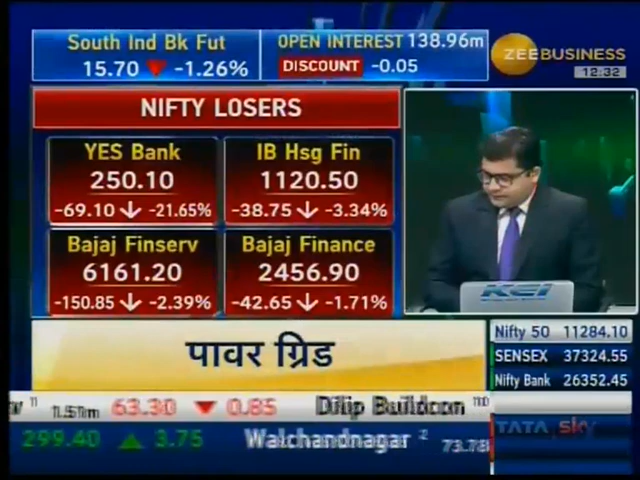 South Ind Bk Fut
15.70 ▼ -1.26%
OPEN INTEREST 138.96m
DISCOUNT -0.05
ZEEBUSINESS
12:32
NIFTY LOSERS
YES Bank
250.10
-69.10 ↓ -21.65%
IB Hsg Fin
1120.50
-38.75 ↓ -3.34%
Bajaj Finserv
6161.20
-150.85 ↓ -2.39%
Bajaj Finance
2456.90
-42.65 ↓ -1.71%
KEI
पावर ग्रिड
Nifty 50 11284.10
SENSEX 37324.55
Nifty Bank 26352.45
63.30 ▼ 0.85 Dilip Buildcon
299.40 ▲ 3.75 Walchandnagar 73.78
TATA sky